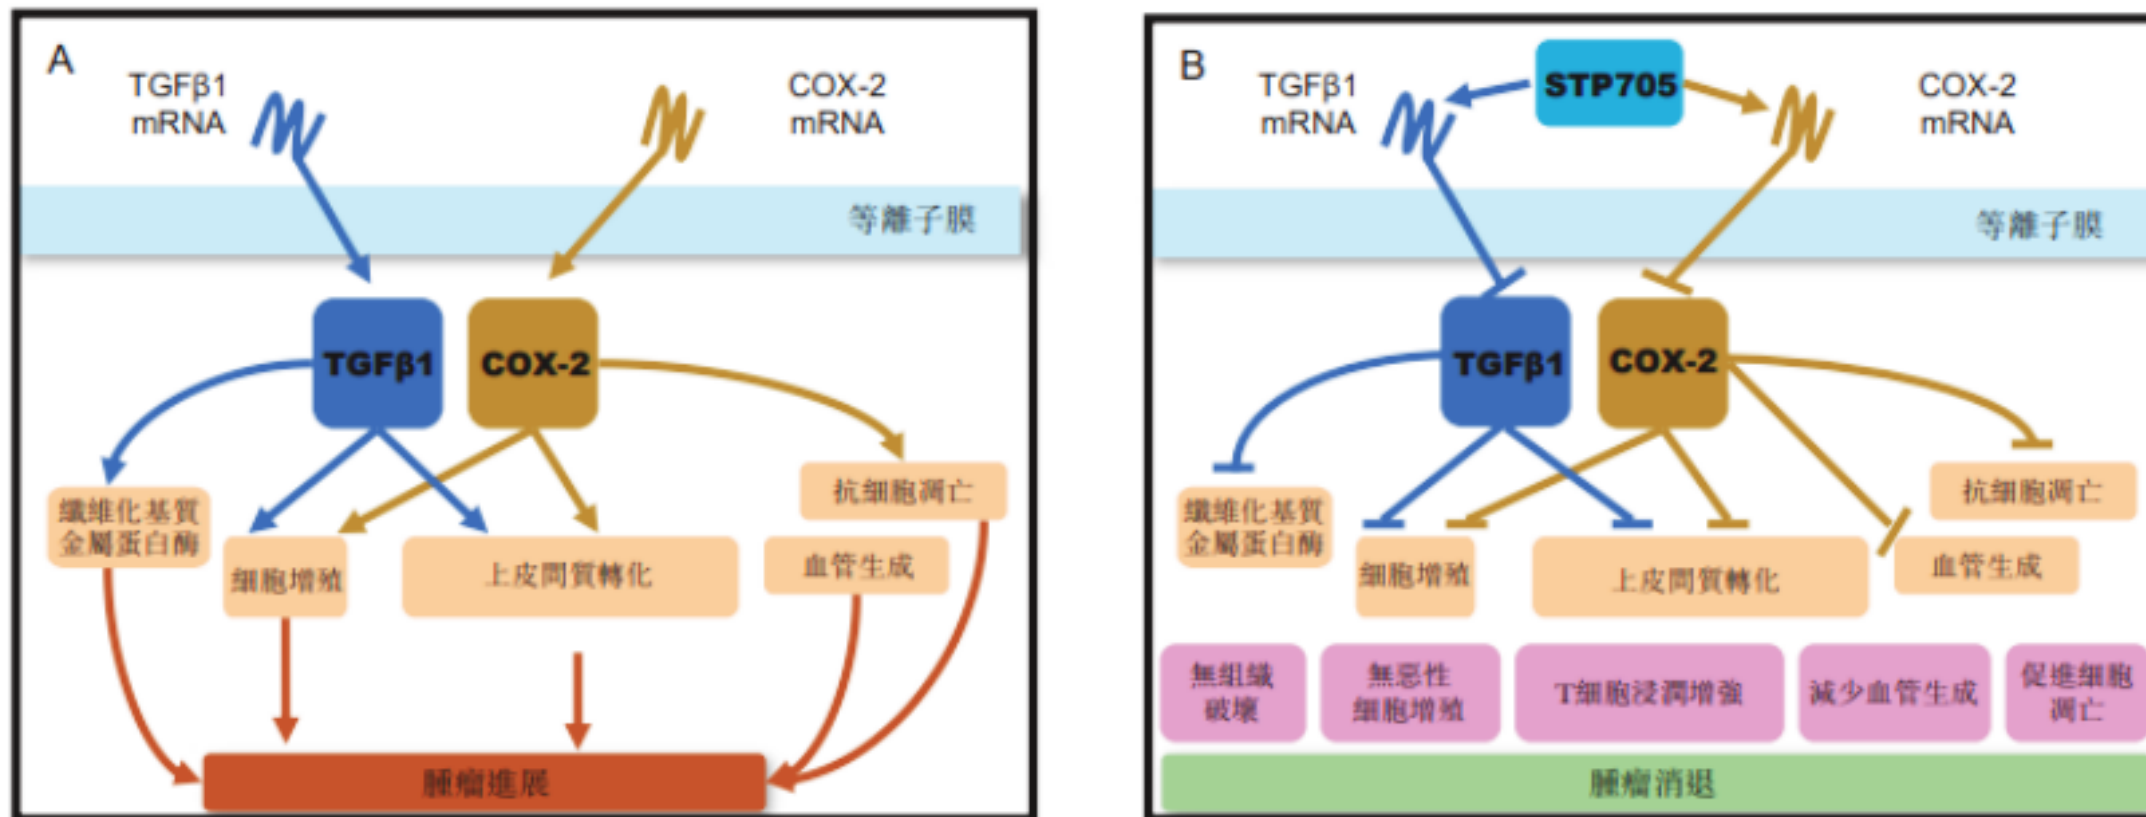 A
TGFβ1
mRNA
COX-2
mRNA
等離子膜
TGFβ1
COX-2
纖維化基質
金屬蛋白酶
細胞增殖
上皮間質轉化
血管生成
抗細胞凋亡
腫瘤進展
B
TGFβ1
mRNA
STP705
COX-2
mRNA
等離子膜
TGFβ1
COX-2
纖維化基質
金屬蛋白酶
細胞增殖
上皮間質轉化
血管生成
抗細胞凋亡
無組織
破壞
無惡性
細胞增殖
T細胞浸潤增強
減少血管生成
促進細胞
凋亡
腫瘤消退